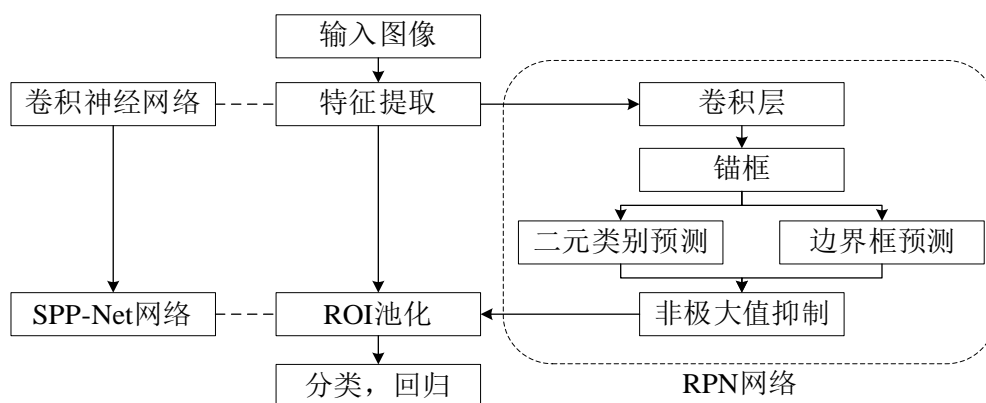 输入图像
卷积神经网络
特征提取
卷积层
锚框
二元类别预测
边界框预测
SPP-Net网络
ROI池化
非极大值抑制
分类，回归
RPN网络